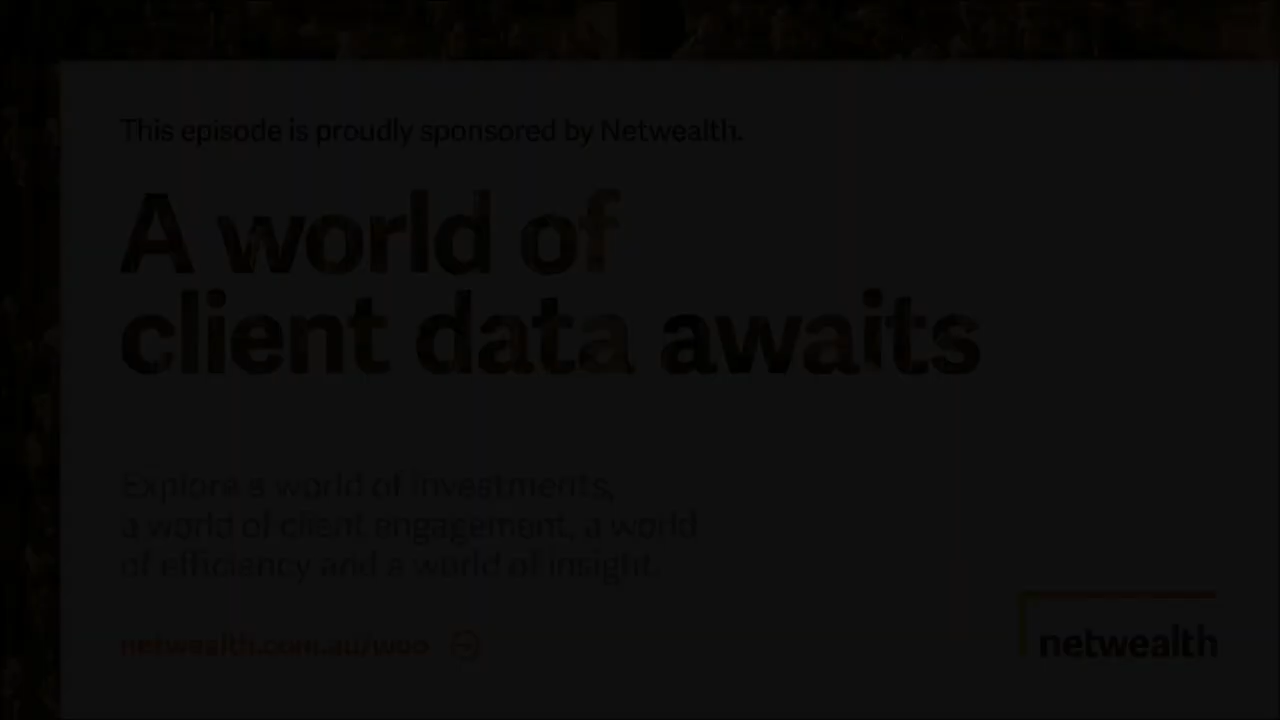 This episode is proudly sponsored by Netwealth.
A world of
client data awaits
Explore a world of investments,
a world of client engagement, a world
of efficiency and a world of insight.
netwealth.com.au/woo
netwealth